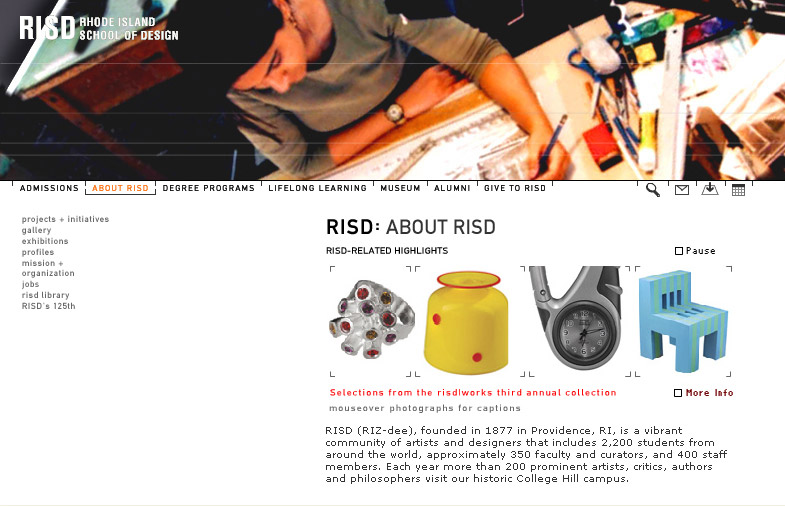 RISD RHODE ISLAND
SCHOOL OF DESIGN
ADMISSIONS ABOUT RISD DEGREE PROGRAMS LIFELONG LEARNING MUSEUM ALUMNI GIVE TO RISD
projects + initiatives
gallery
exhibitions
profiles
mission +
organization
jobs
risd library
RISD's 125th
RISD: ABOUT RISD
RISD-RELATED HIGHLIGHTS
Pause
Selections from the risd|works third annual collection
More Info
mouseover photographs for captions
RISD (RIZ-dee), founded in 1877 in Providence, RI, is a vibrant
community of artists and designers that includes 2,200 students from
around the world, approximately 350 faculty and curators, and 400 staff
members. Each year more than 200 prominent artists, critics, authors
and philosophers visit our historic College Hill campus.